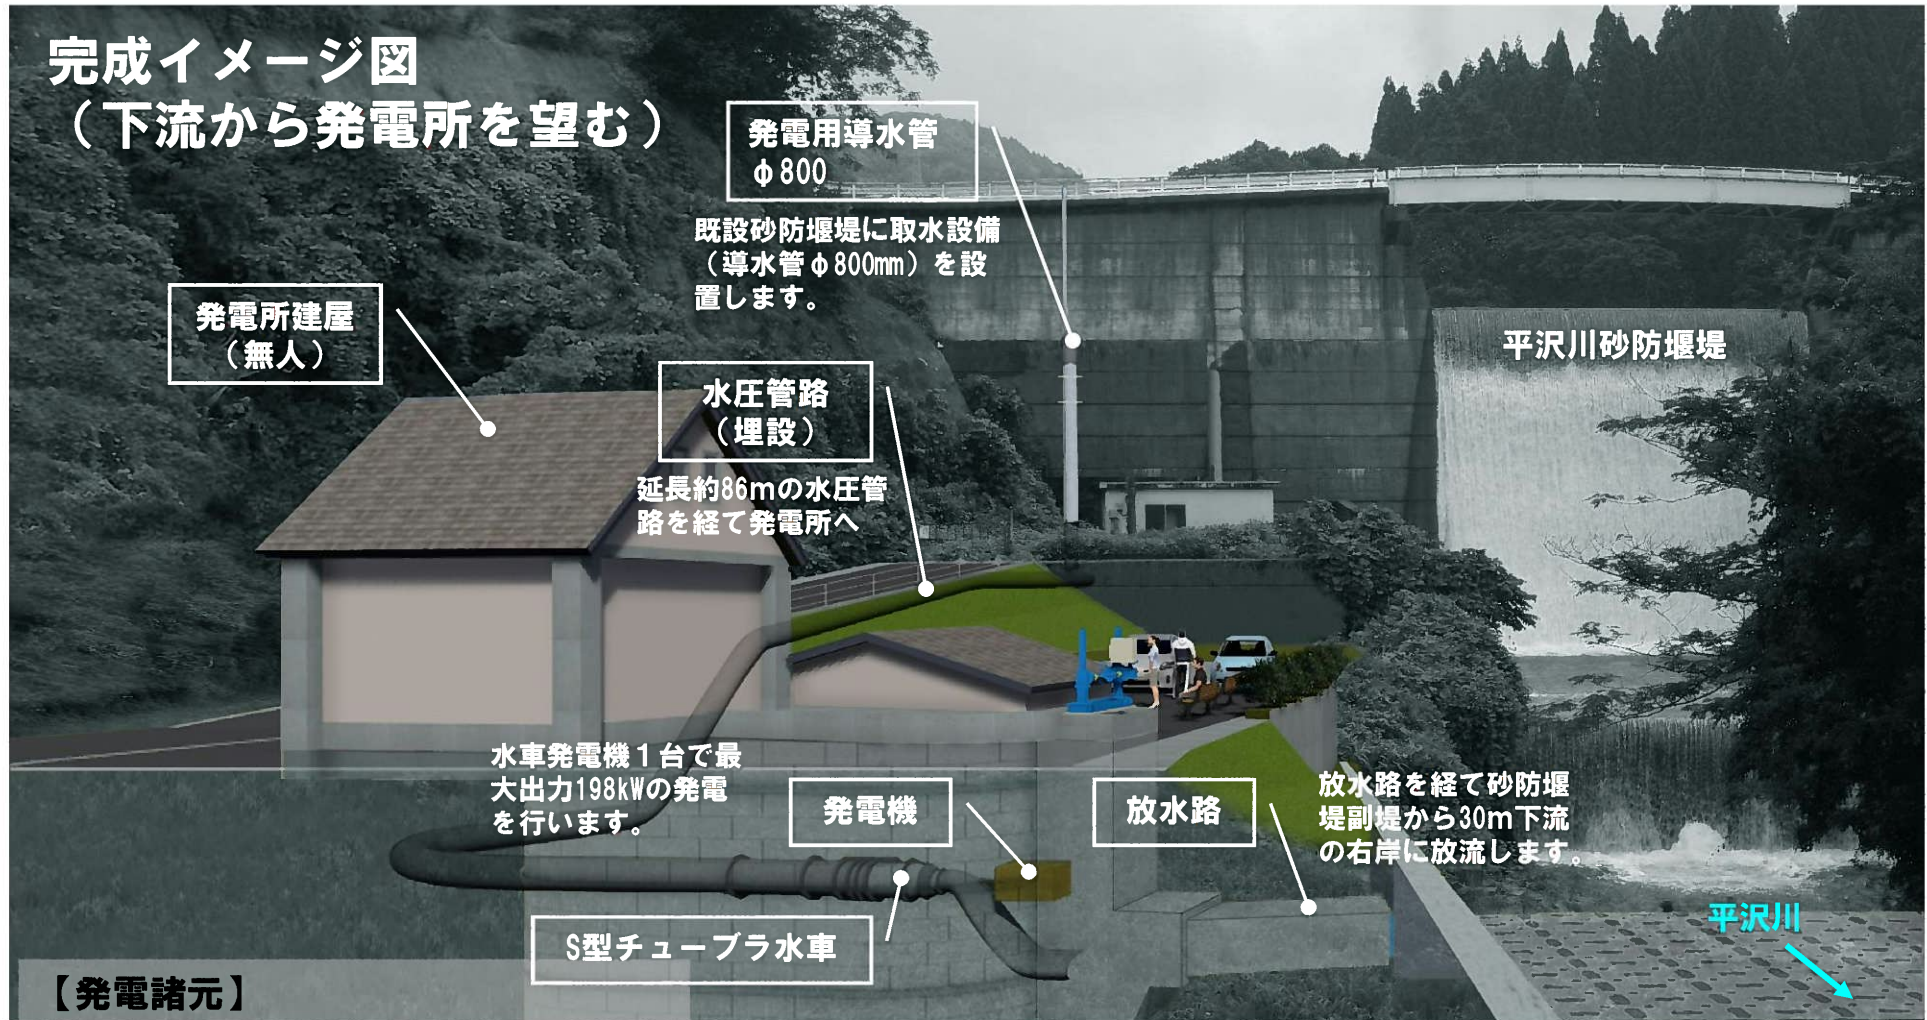 完成イメージ図
（下流から発電所を望む）
発電用導水管
φ800
既設砂防堰堤に取水設備
（導水管φ800mm）を設
置します。
発電所建屋
（無人）
平沢川砂防堰堤
水圧管路
（埋設）
延長約86mの水圧管
路を経て発電所へ
水車発電機１台で最
大出力198kWの発電
を行います。
発電機
放水路
放水路を経て砂防堰
堤副堤から30m下流
の右岸に放流します。
S型チューブラ水車
平沢川
【発電諸元】